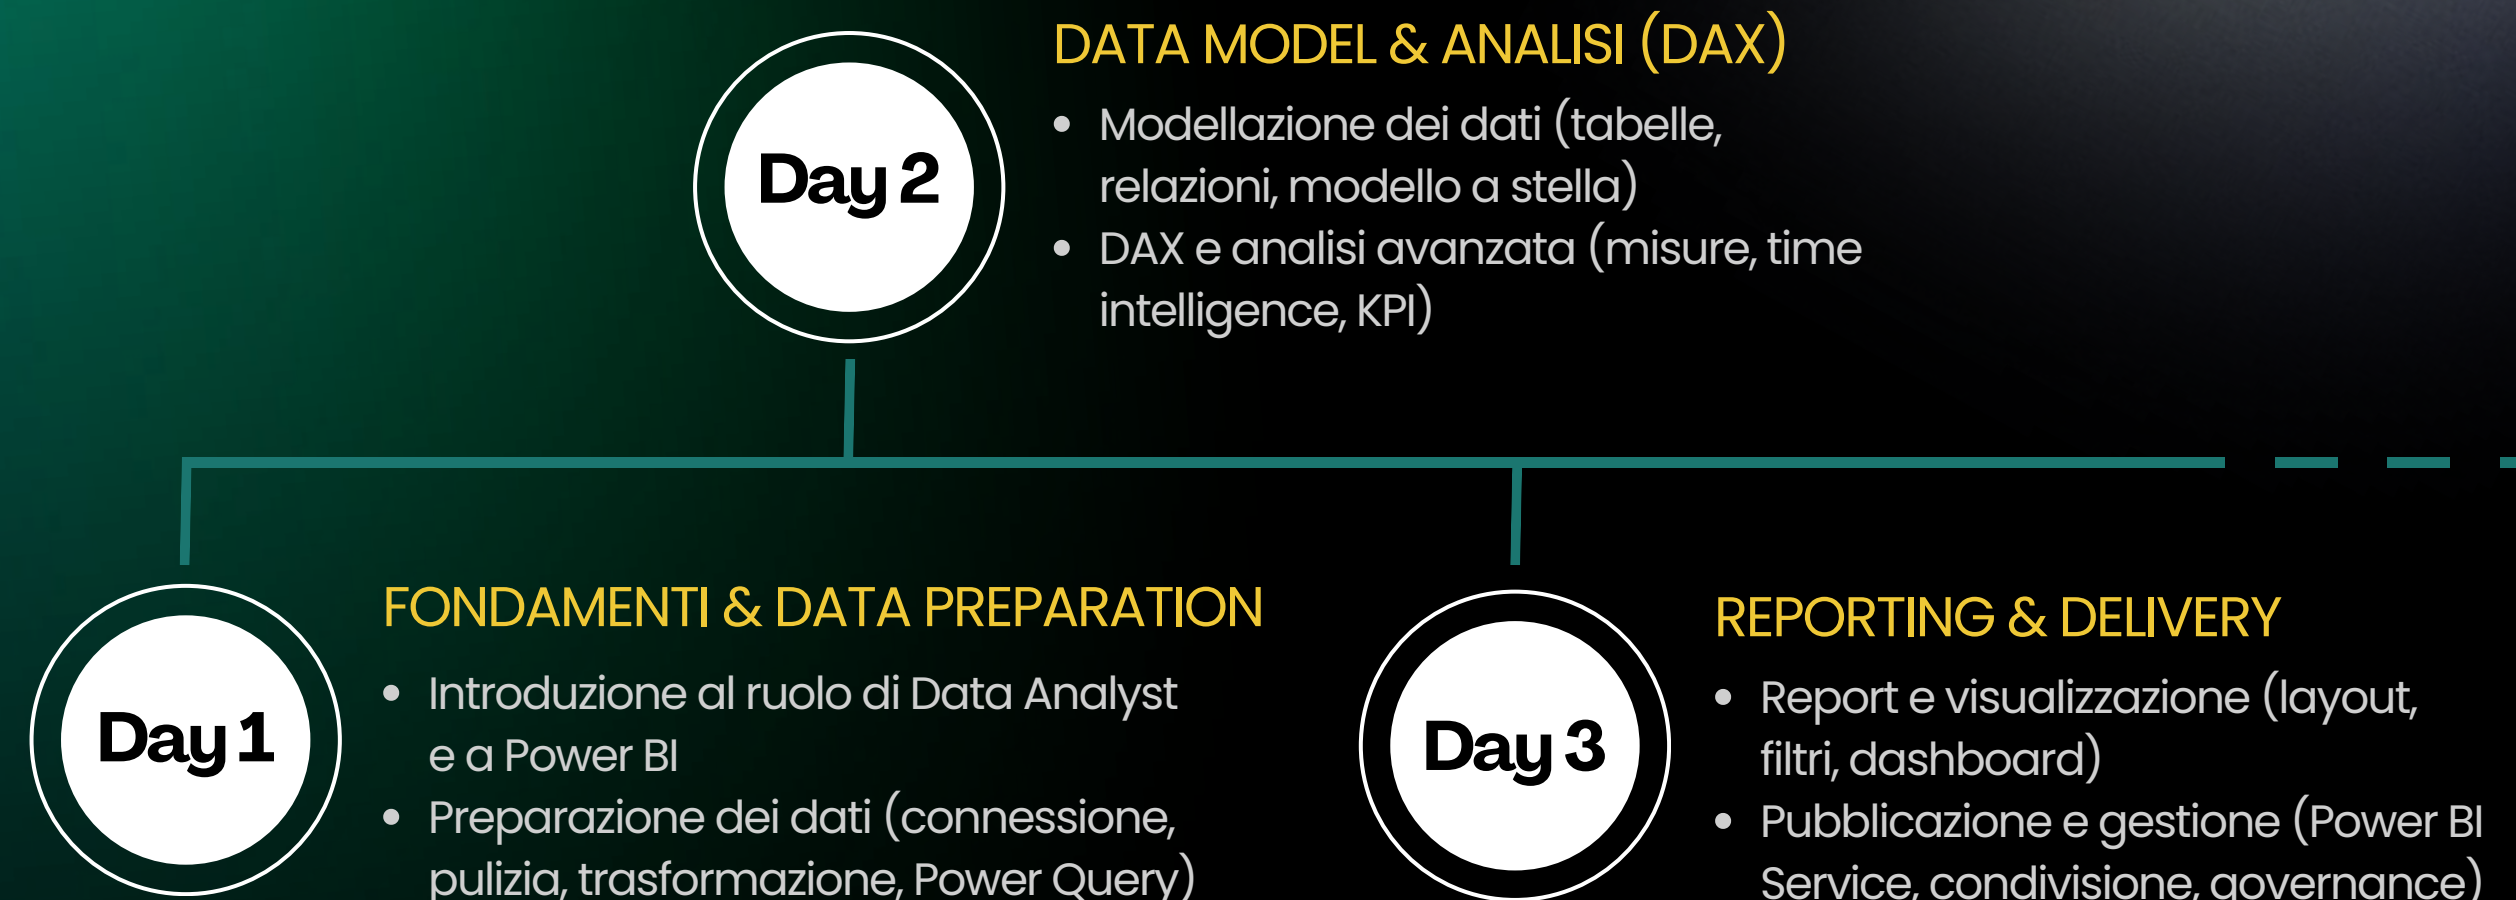 DATA MODEL & ANALISI (DAX)
Day 2
• Modellazione dei dati (tabelle,
relazioni, modello a stella)
• DAX e analisi avanzata (misure, time
intelligence, KPI)
Day 1
FONDAMENTI & DATA PREPARATION
• Introduzione al ruolo di Data Analyst
e a Power BI
• Preparazione dei dati (connessione,
pulizia, trasformazione, Power Query)
Day 3
REPORTING & DELIVERY
• Report e visualizzazione (layout,
filtri, dashboard)
• Pubblicazione e gestione (Power BI
Service, condivisione, governance)